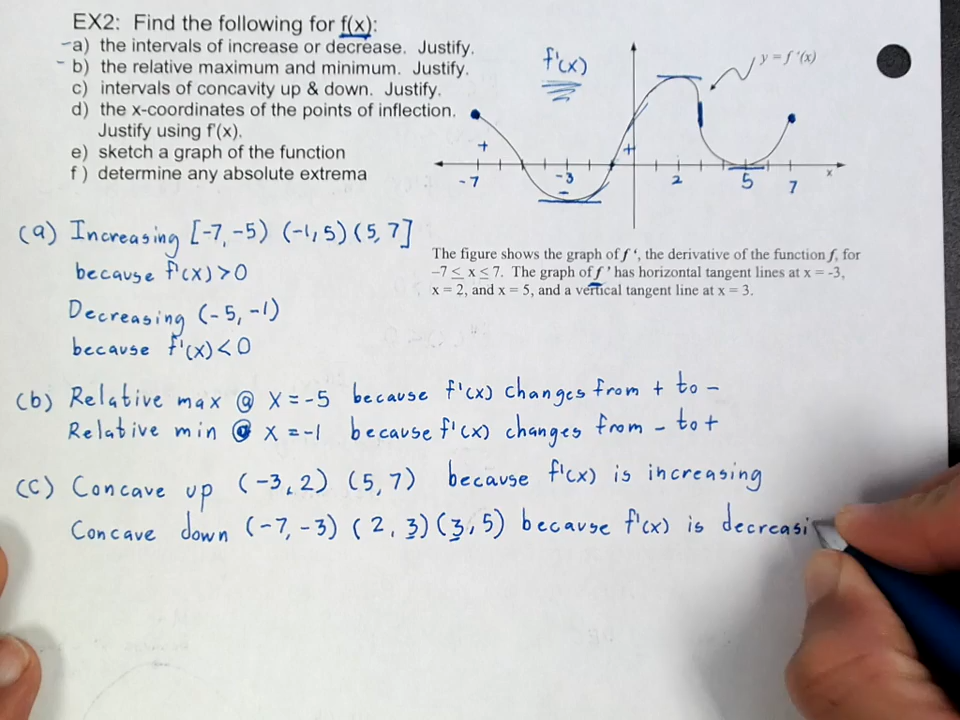 EX2: Find the following for f(x):
a) the intervals of increase or decrease. Justify.
b) the relative maximum and minimum. Justify.
c) intervals of concavity up & down. Justify.
d) the x-coordinates of the points of inflection.
Justify using f'(x).
e) sketch a graph of the function
f) determine any absolute extrema
f'(x)
y = f '(x)
+
+
-7
-3
-
2
5
7
x
The figure shows the graph of f ', the derivative of the function f, for
−7 ≤ x ≤ 7. The graph of f ' has horizontal tangent lines at x = -3,
x = 2, and x = 5, and a vertical tangent line at x = 3.
(a) Increasing [-7,-5) (-1,5) (5,7]
because f'(x)>0
Decreasing (-5,-1)
because f'(x)<0
(b) Relative max @ x=-5 because f'(x) changes from + to -
Relative min @ x=-1 because f'(x) changes from - to +
(c) Concave up (-3,2) (5,7) because f'(x) is increasing
Concave down (-7,-3) (2,3) (3,5) because f'(x) is decreasi